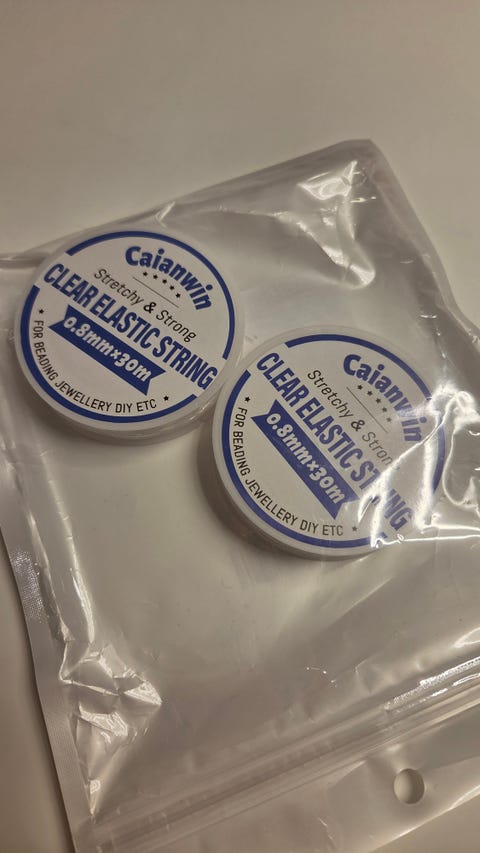 Caianwin
Stretchy & Strong
CLEAR ELASTIC STRING
0.8mm×30m
FOR BEADING JEWELLERY DIY ETC
Caianwin
Stretchy & Strong
CLEAR ELASTIC STRING
0.8mm×30m
FOR BEADING JEWELLERY DIY ETC